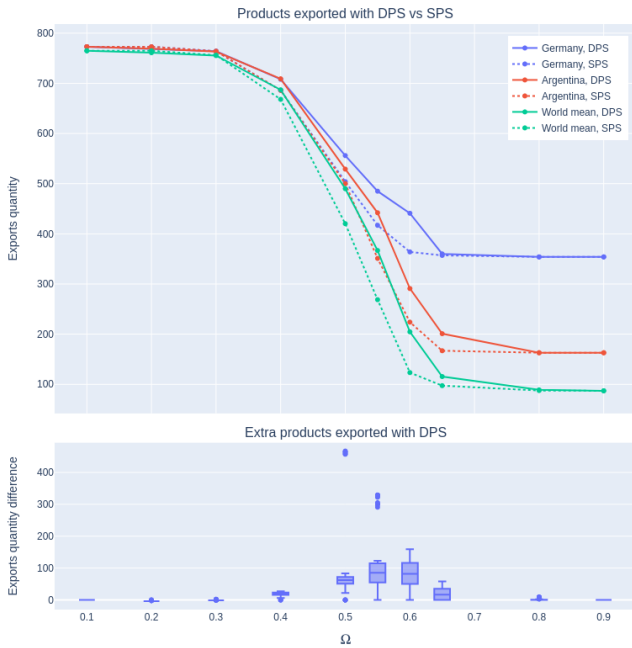 Products exported with DPS vs SPS
800
700
600
500
400
300
200
100
Exports quantity
Germany, DPS
Germany, SPS
Argentina, DPS
Argentina, SPS
World mean, DPS
World mean, SPS
Extra products exported with DPS
400
300
200
100
0
Exports quantity difference
0.1 0.2 0.3 0.4 0.5 0.6 0.7 0.8 0.9
Ω